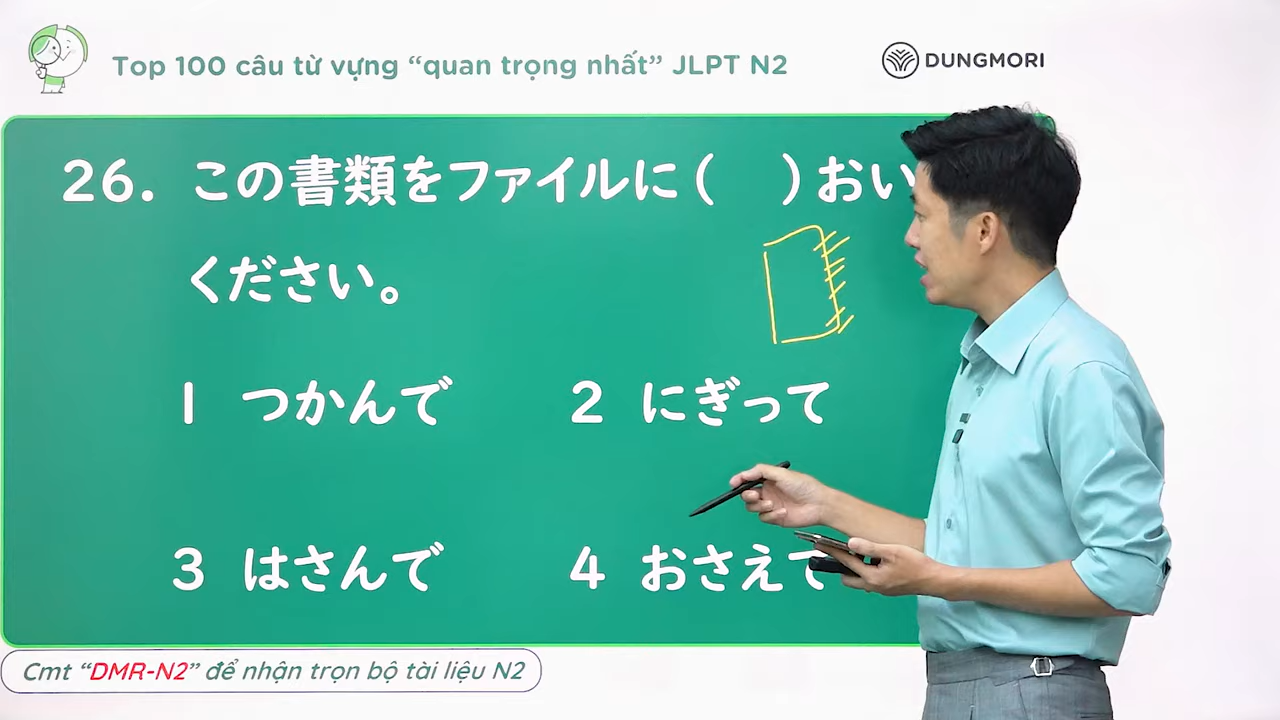 Top 100 câu từ vựng “quan trọng nhất” JLPT N2
DUNGMORI
26. この書類をファイルに( )おい
ください。
1 つかんで 2 にぎって
3 はさんで 4 おさえて
Cmt “DMR-N2” để nhận trọn bộ tài liệu N2